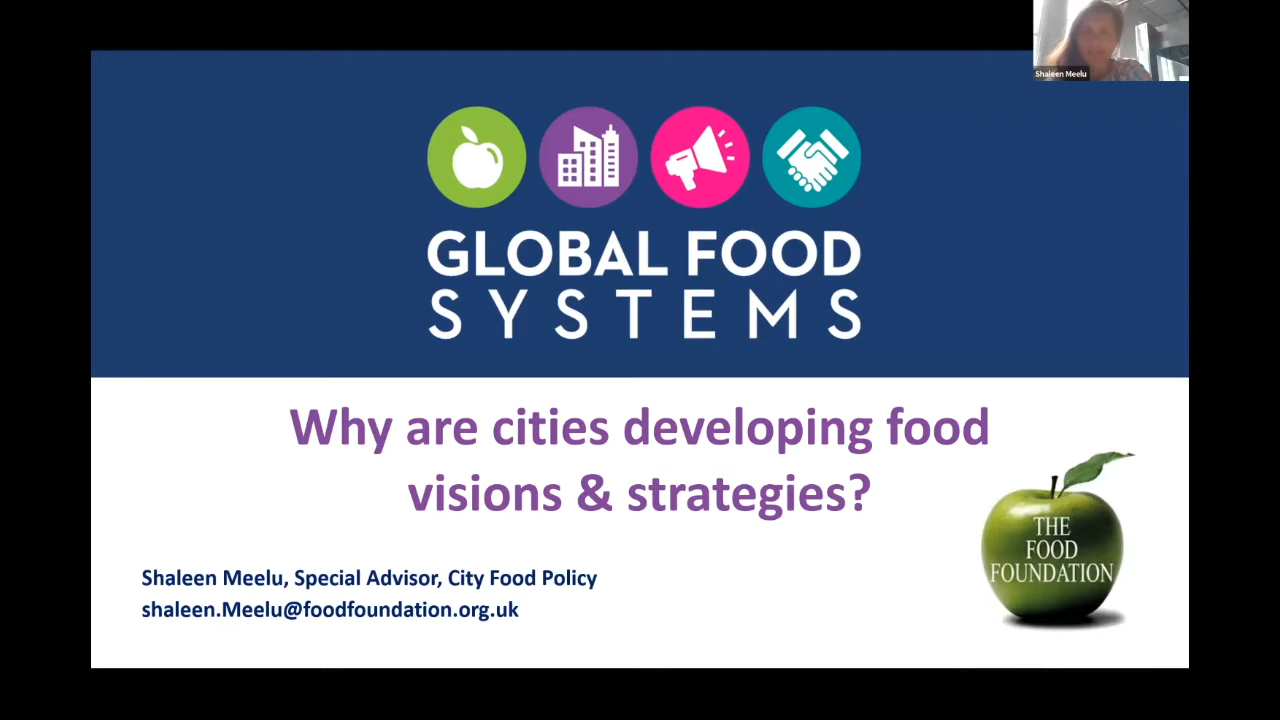 Shaleen Meelu
GLOBAL FOOD
SYSTEMS
Why are cities developing food
visions & strategies?
THE
FOOD
FOUNDATION
Shaleen Meelu, Special Advisor, City Food Policy
shaleen.Meelu@foodfoundation.org.uk